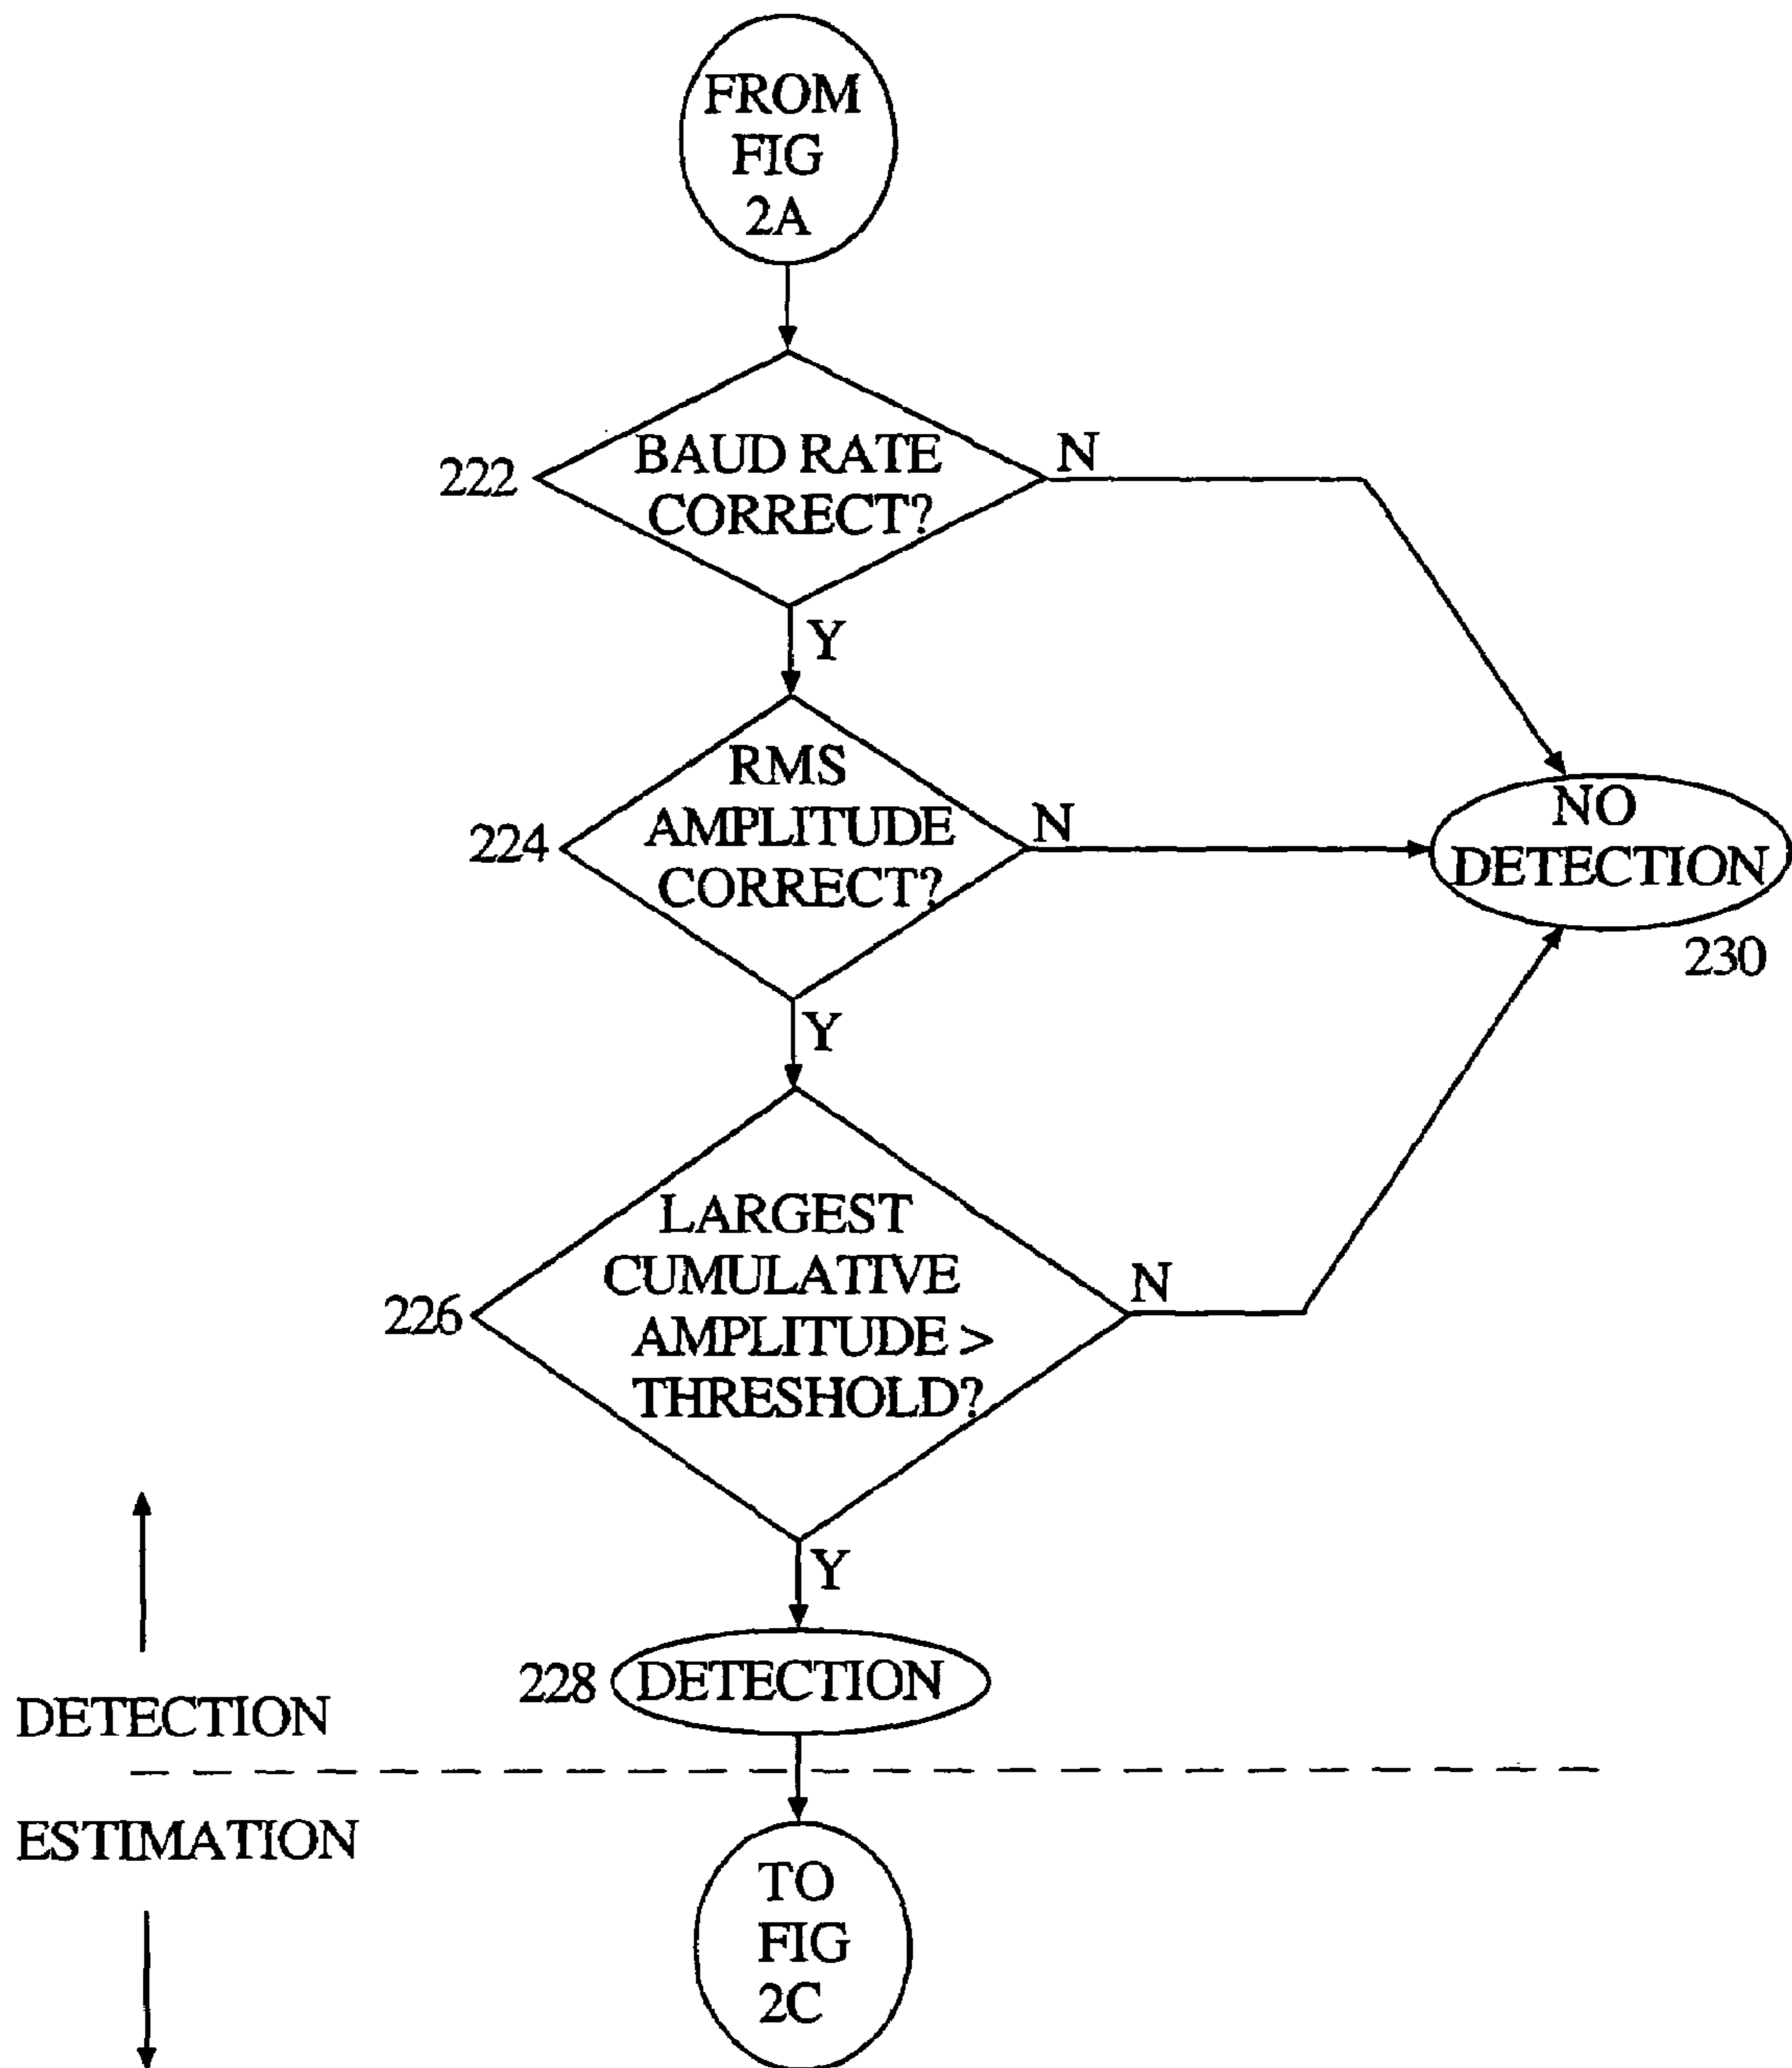 FROM
FIG
2A
222
BAUD RATE
CORRECT?
N
Y
224
RMS
AMPLITUDE
CORRECT?
N
NO
DETECTION
230
Y
226
LARGEST
CUMULATIVE
AMPLITUDE >
THRESHOLD?
N
Y
228
DETECTION
DETECTION
ESTIMATION
TO
FIG
2C